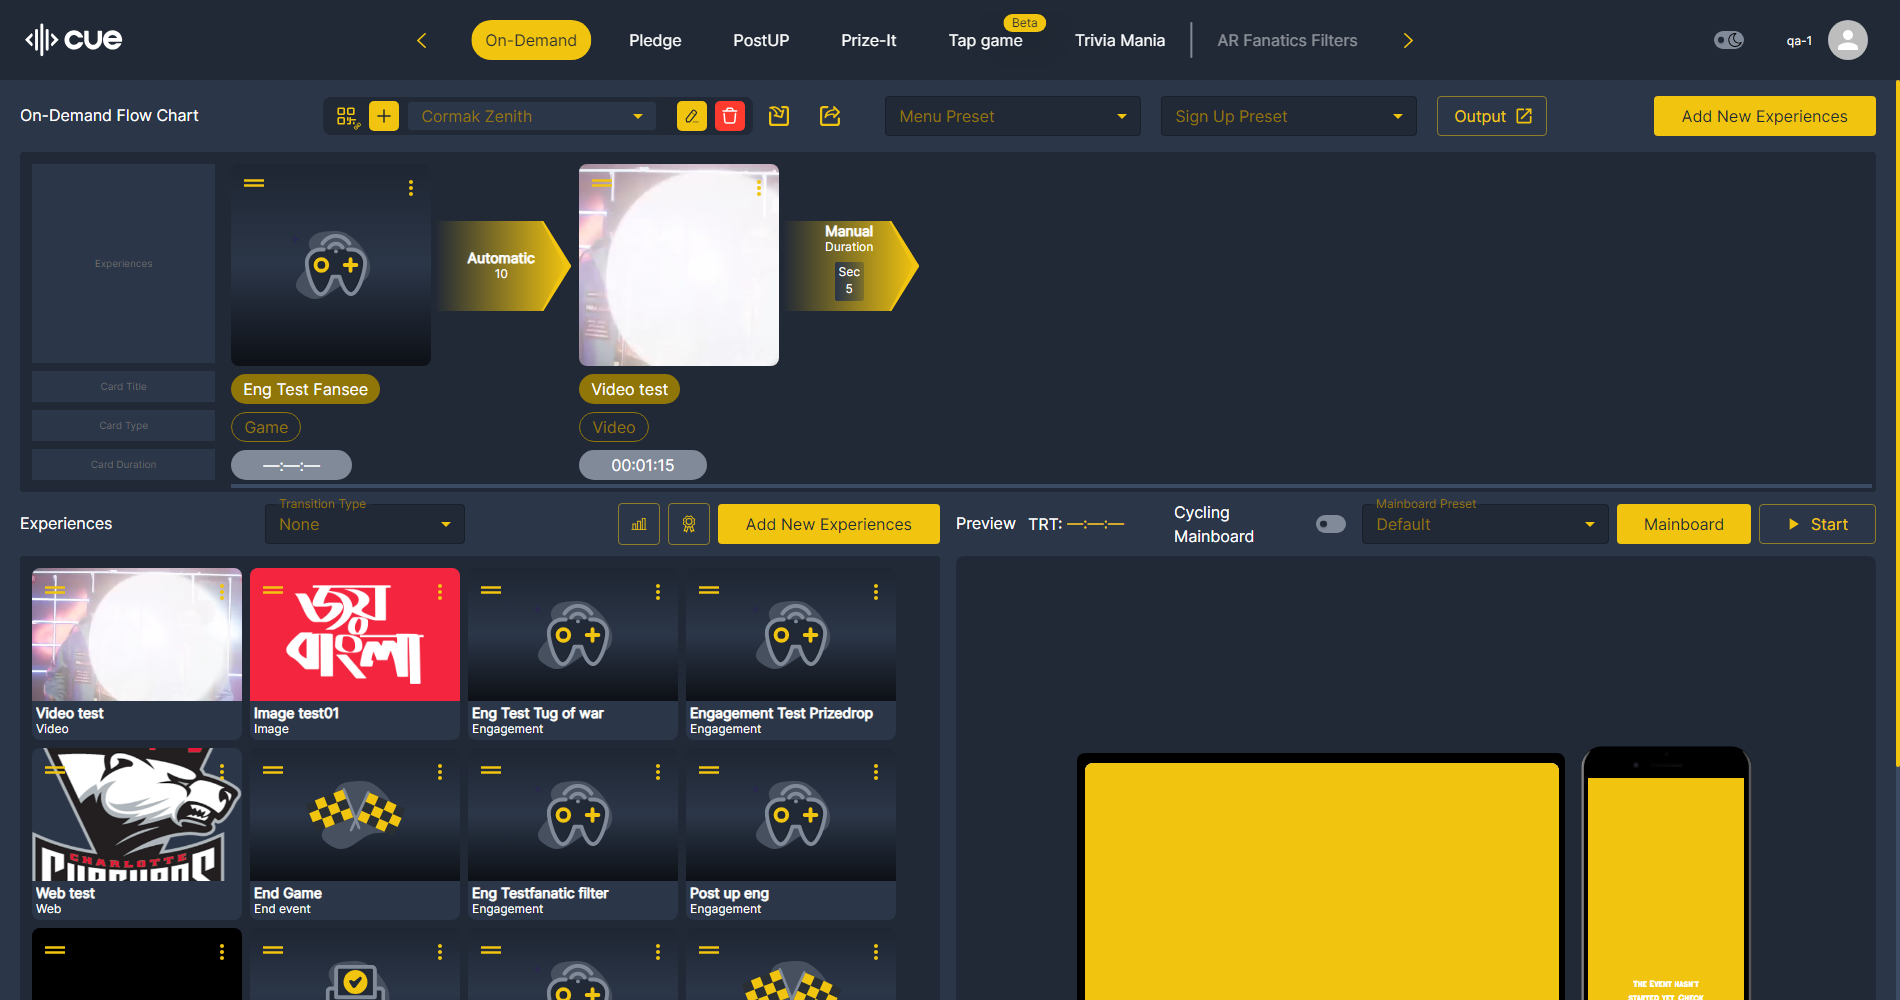 cue
On-Demand
Pledge
PostUP
Prize-It
Beta
Tap game
Trivia Mania
AR Fanatics Filters
qa-1
On-Demand Flow Chart
Cormak Zenith
Menu Preset
Sign Up Preset
Output
Add New Experiences
Experiences
Automatic
10
Manual
Duration
Sec
5
Card Title
Eng Test Fansee
Video test
Card Type
Game
Video
Card Duration
—:—:—
00:01:15
Experiences
Transition Type
None
Add New Experiences
Preview
TRT: —:—:—
Cycling
Mainboard
Mainboard Preset
Default
Mainboard
Start
জয়
বাংলা
Video test
Video
Image test01
Image
Eng Test Tug of war
Engagement
Engagement Test Prizedrop
Engagement
CHARLOTTE
Web test
Web
End Game
End event
Eng Testfanatic filter
Engagement
Post up eng
Engagement
The Event hasn't
started yet. Check